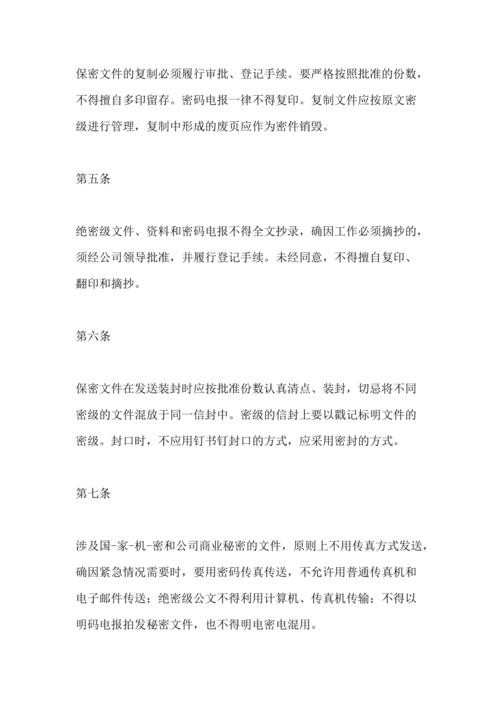 保密文件的复制必须履行审批、登记手续。要严格按照批准的份数，
不得擅自多印留存。密码电报一律不得复印。复制文件应按原文密
级进行管理，复制中形成的废页应作为密件销毁。
第五条
绝密级文件、资料和密码电报不得全文抄录，确因工作必须摘抄的，
须经公司领导批准，并履行登记手续。未经同意，不得擅自复印、
翻印和摘抄。
第六条
保密文件在发送装封时应按批准份数认真清点、装封，切忌将不同
密级的文件混放于同一信封中。密级的信封上要以戳记标明文件的
密级。封口时，不应用钉书钉封口的方式，应采用密封的方式。
第七条
涉及国-家-机-密和公司商业秘密的文件，原则上不用传真方式发送，
确因紧急情况需要时，要用密码传真传送，不允许用普通传真机和
电子邮件传送；绝密级公文不得利用计算机、传真机传输；不得以
明码电报拍发秘密文件，也不得明电密电混用。